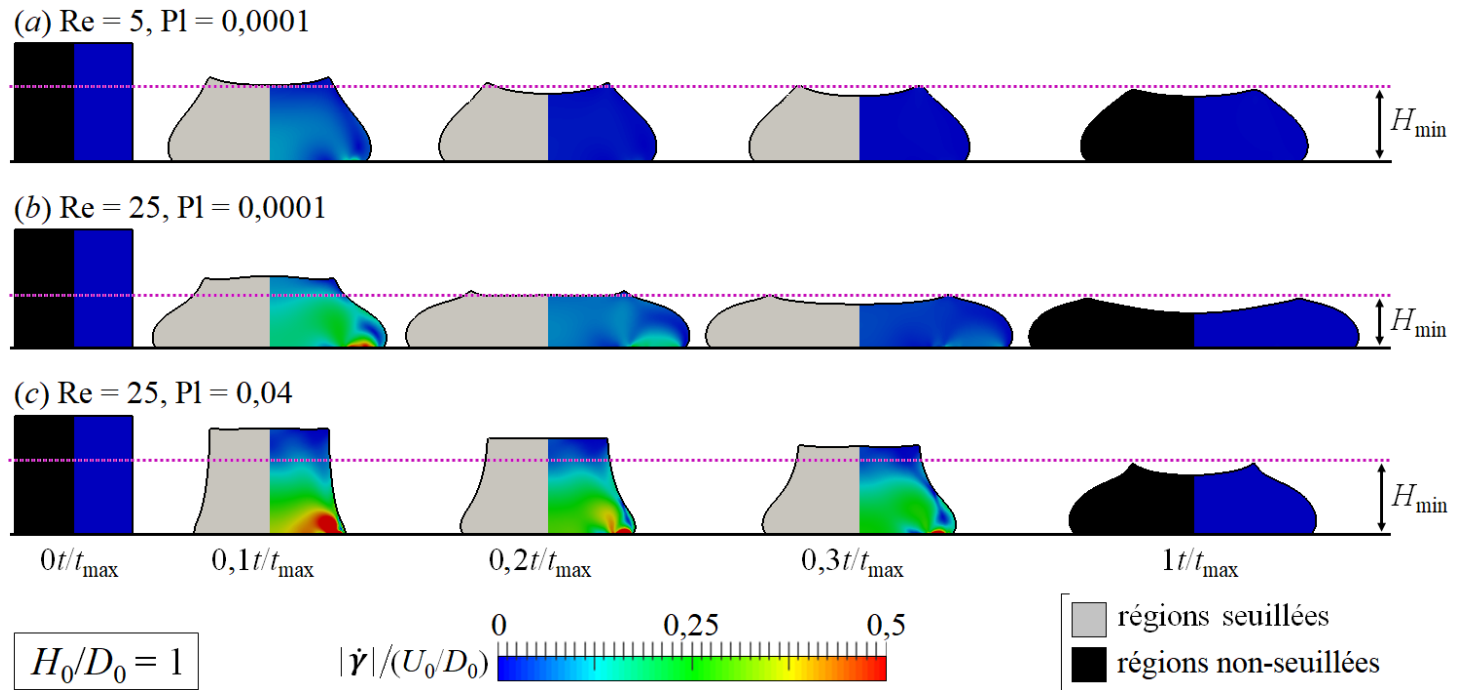 (a) Re = 5, Pl = 0,0001
H_min
(b) Re = 25, Pl = 0,0001
H_min
(c) Re = 25, Pl = 0,04
H_min
0t/t_max 0,1t/t_max 0,2t/t_max 0,3t/t_max 1t/t_max
H_0/D_0 = 1
|γ̇|/(U_0/D_0)
0 0,25 0,5
régions seuillées
régions non-seuillées